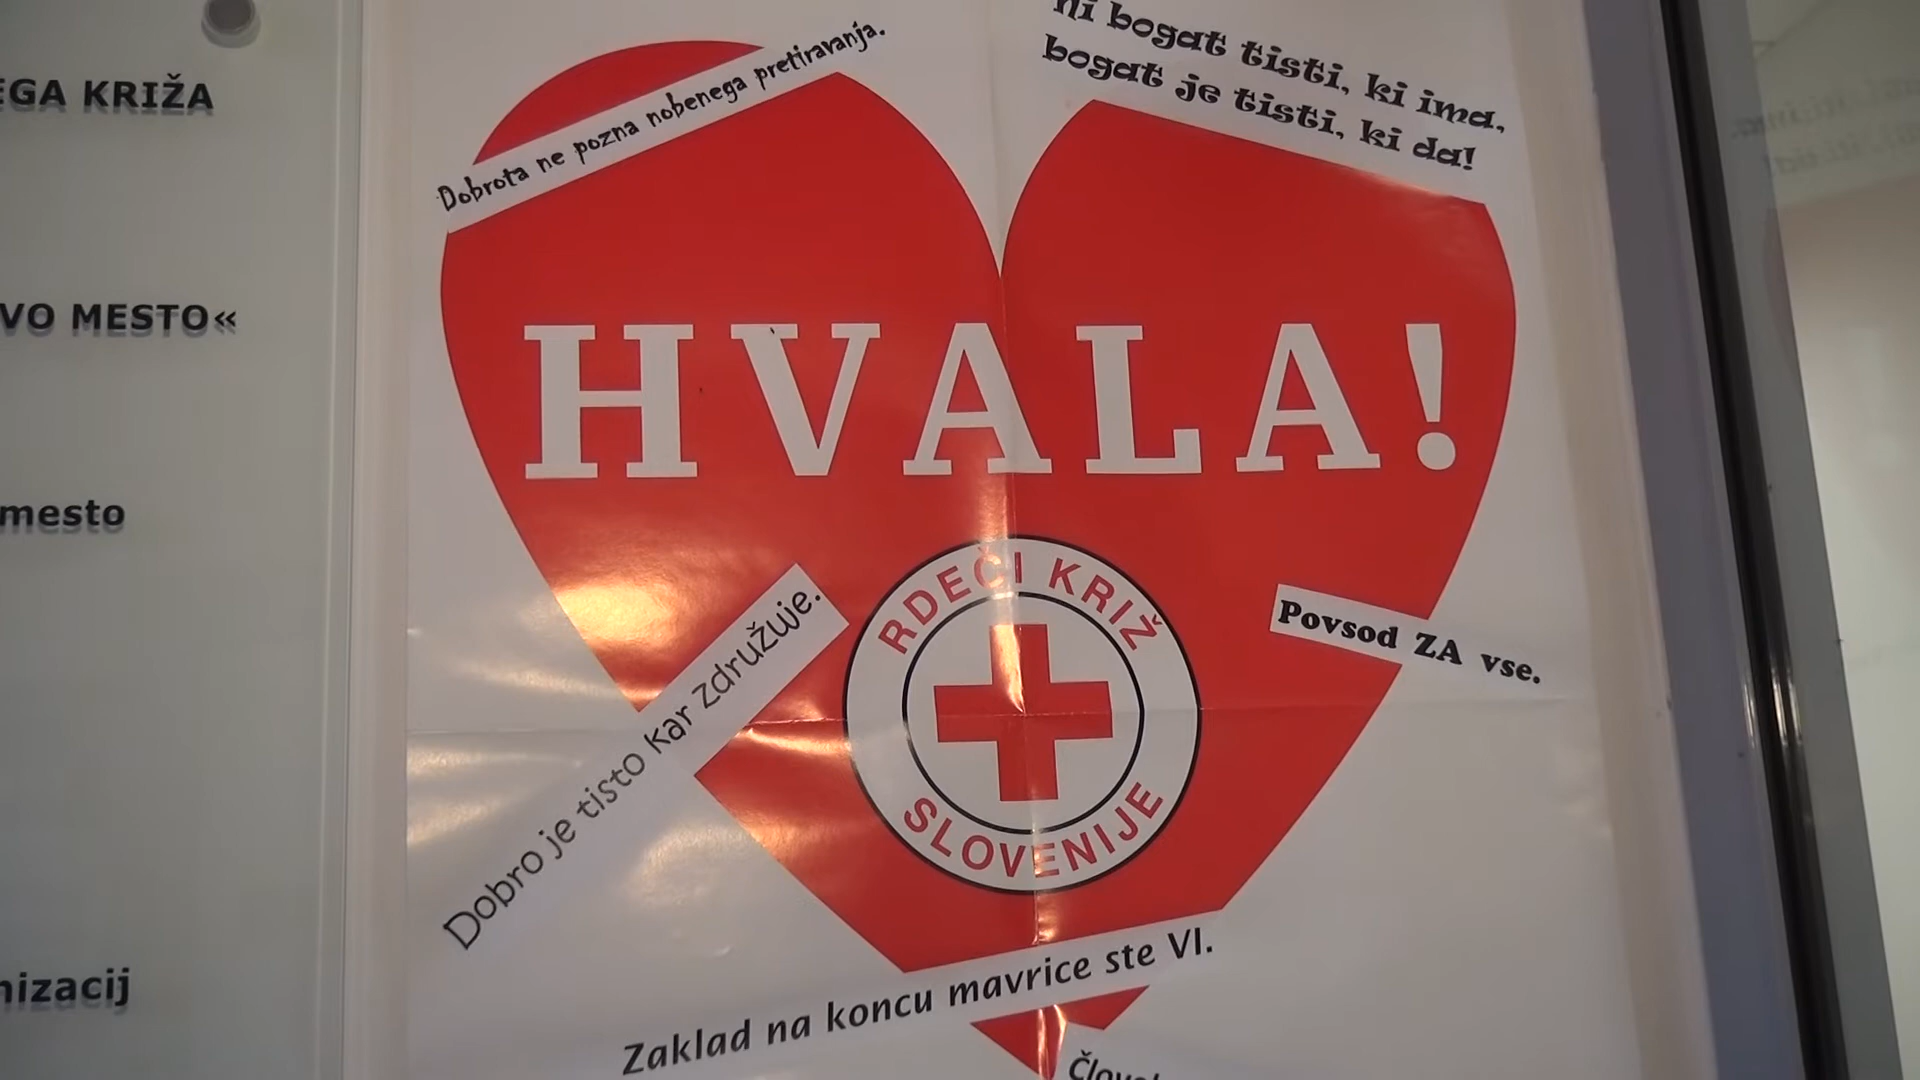 EGA KRIŽA
VO MESTO«
mesto
nizacij
Dobrota ne pozna nobenega pretiravanja.
ni bogat tisti, ki ima,
bogat je tisti, ki da!
HVALA!
RDEČI KRIŽ
SLOVENIJE
Povsod ZA vse.
Dobro je tisto kar združuje.
Zaklad na koncu mavrice ste VI.